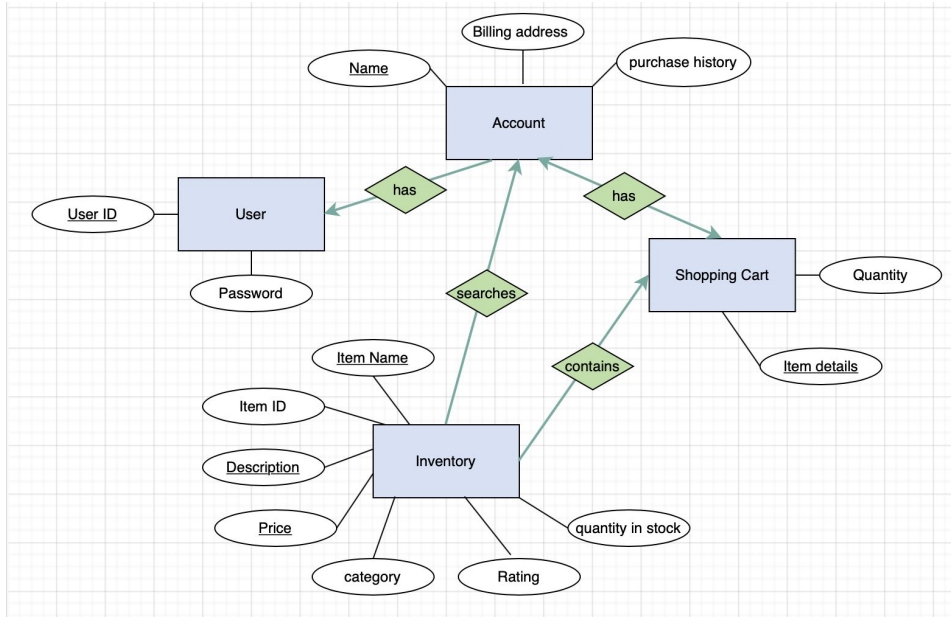 Billing address
Name
purchase history
Account
has
has
User ID
User
Shopping Cart
Quantity
Password
searches
Item Name
contains
Item details
Item ID
Description
Inventory
Price
quantity in stock
category
Rating